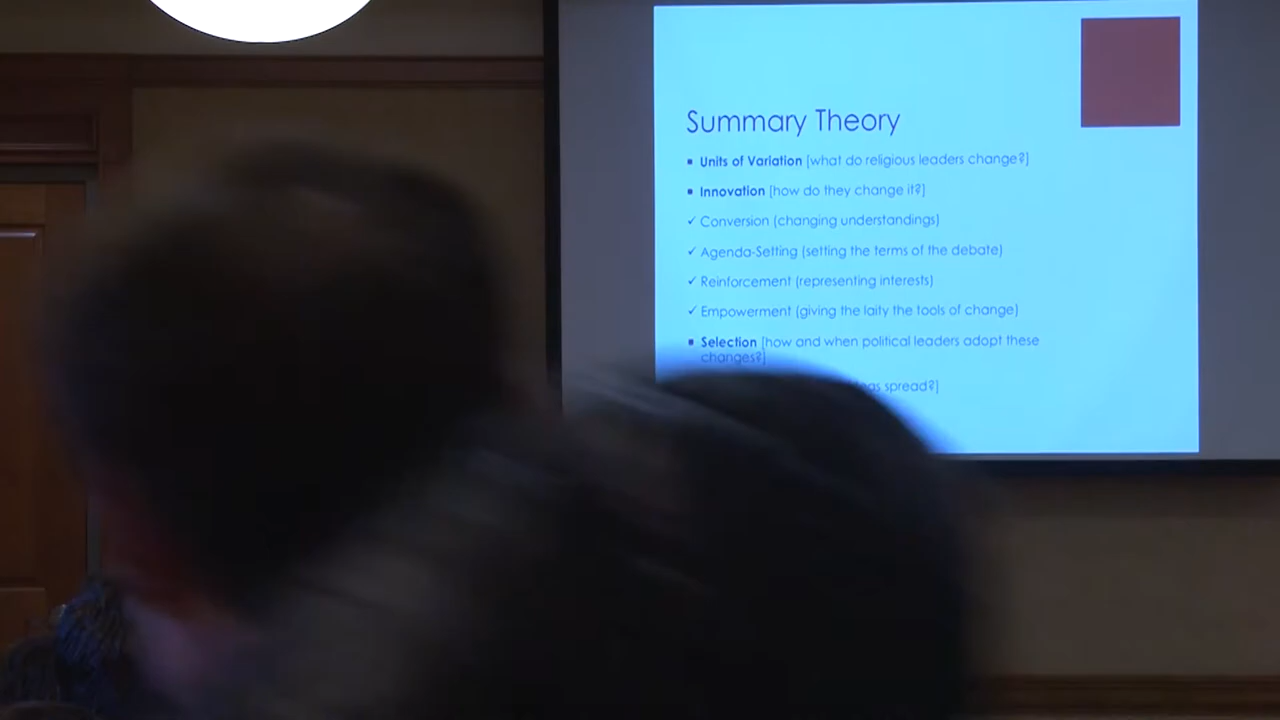 Summary Theory
▪ Units of Variation [what do religious leaders change?]
▪ Innovation [how do they change it?]
✓ Conversion (changing understandings)
✓ Agenda-Setting (setting the terms of the debate)
✓ Reinforcement (representing interests)
✓ Empowerment (giving the laity the tools of change)
▪ Selection [how and when political leaders adopt these
changes?]
spread?]